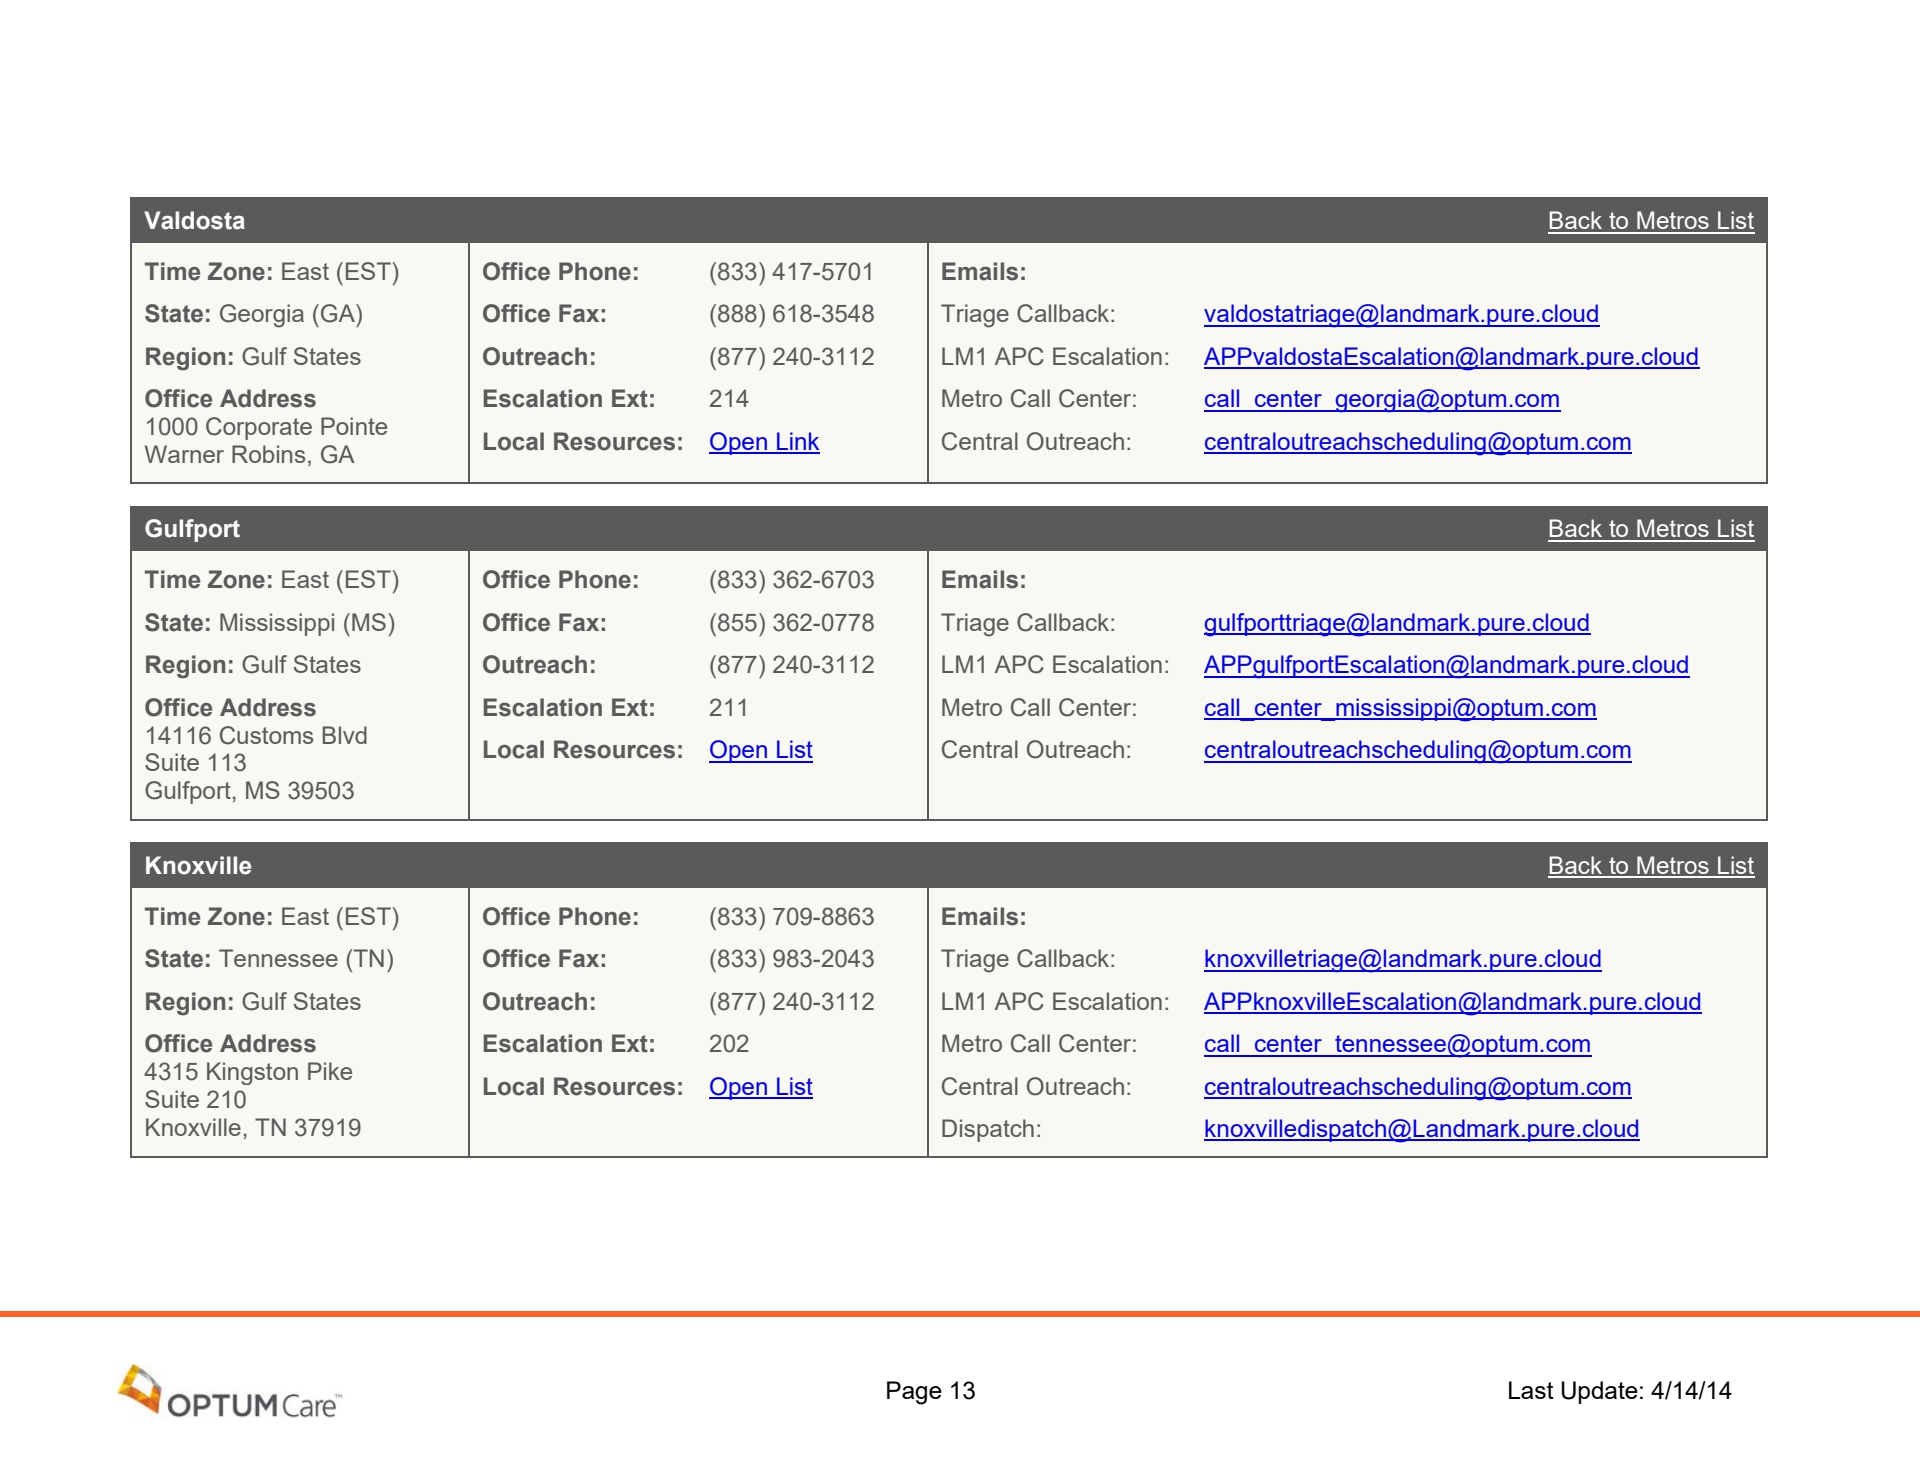 Valdosta Back to Metros List
Time Zone: East (EST)
State: Georgia (GA)
Region: Gulf States
Office Address
1000 Corporate Pointe
Warner Robins, GA
Office Phone: (833) 417-5701
Office Fax: (888) 618-3548
Outreach: (877) 240-3112
Escalation Ext: 214
Local Resources: Open Link
Emails:
Triage Callback: valdostatriage@landmark.pure.cloud
LM1 APC Escalation: APPvaldostaEscalation@landmark.pure.cloud
Metro Call Center: call_center_georgia@optum.com
Central Outreach: centraloutreachscheduling@optum.com
Gulfport Back to Metros List
Time Zone: East (EST)
State: Mississippi (MS)
Region: Gulf States
Office Address
14116 Customs Blvd
Suite 113
Gulfport, MS 39503
Office Phone: (833) 362-6703
Office Fax: (855) 362-0778
Outreach: (877) 240-3112
Escalation Ext: 211
Local Resources: Open List
Emails:
Triage Callback: gulfporttriage@landmark.pure.cloud
LM1 APC Escalation: APPgulfportEscalation@landmark.pure.cloud
Metro Call Center: call_center_mississippi@optum.com
Central Outreach: centraloutreachscheduling@optum.com
Knoxville Back to Metros List
Time Zone: East (EST)
State: Tennessee (TN)
Region: Gulf States
Office Address
4315 Kingston Pike
Suite 210
Knoxville, TN 37919
Office Phone: (833) 709-8863
Office Fax: (833) 983-2043
Outreach: (877) 240-3112
Escalation Ext: 202
Local Resources: Open List
Emails:
Triage Callback: knoxvilletriage@landmark.pure.cloud
LM1 APC Escalation: APPknoxvilleEscalation@landmark.pure.cloud
Metro Call Center: call_center_tennessee@optum.com
Central Outreach: centraloutreachscheduling@optum.com
Dispatch: knoxvilledispatch@Landmark.pure.cloud
OPTUM Care™ Page 13 Last Update: 4/14/14